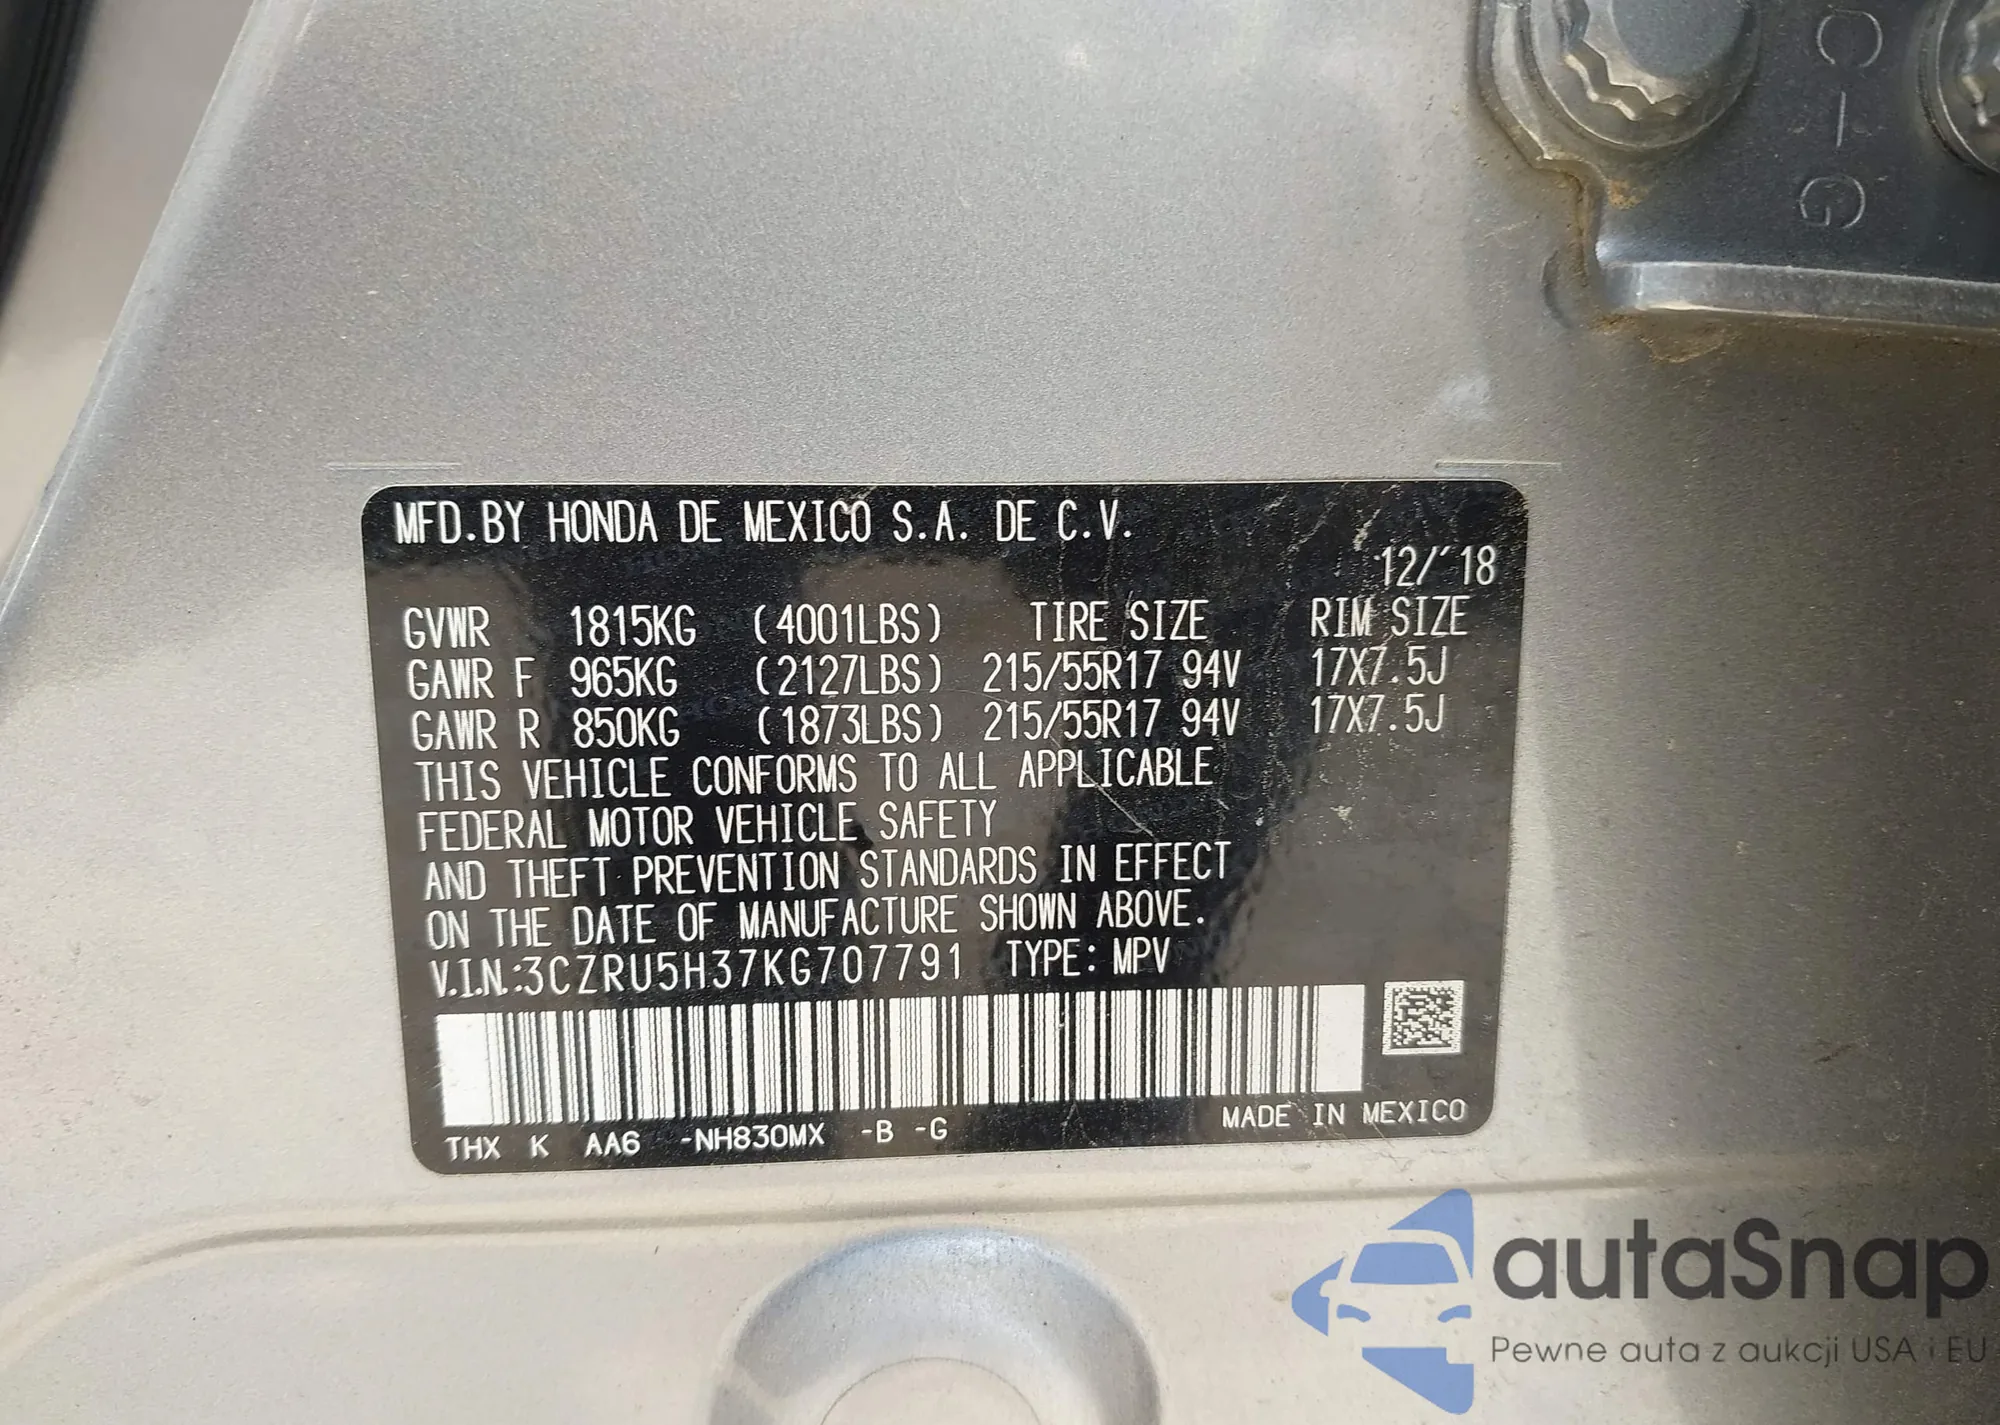 C-G
MFD.BY HONDA DE MEXICO S.A. DE C.V.
12/'18
GVWR 1815KG (4001LBS) TIRE SIZE RIM SIZE
GAWR F 965KG (2127LBS) 215/55R17 94V 17X7.5J
GAWR R 850KG (1873LBS) 215/55R17 94V 17X7.5J
THIS VEHICLE CONFORMS TO ALL APPLICABLE
FEDERAL MOTOR VEHICLE SAFETY
AND THEFT PREVENTION STANDARDS IN EFFECT
ON THE DATE OF MANUFACTURE SHOWN ABOVE.
V.I.N.:3CZRU5H37KG707791 TYPE: MPV
THX K AA6 -NH830MX -B -G MADE IN MEXICO
autaSnap
Pewne auta z aukcji USA i EU